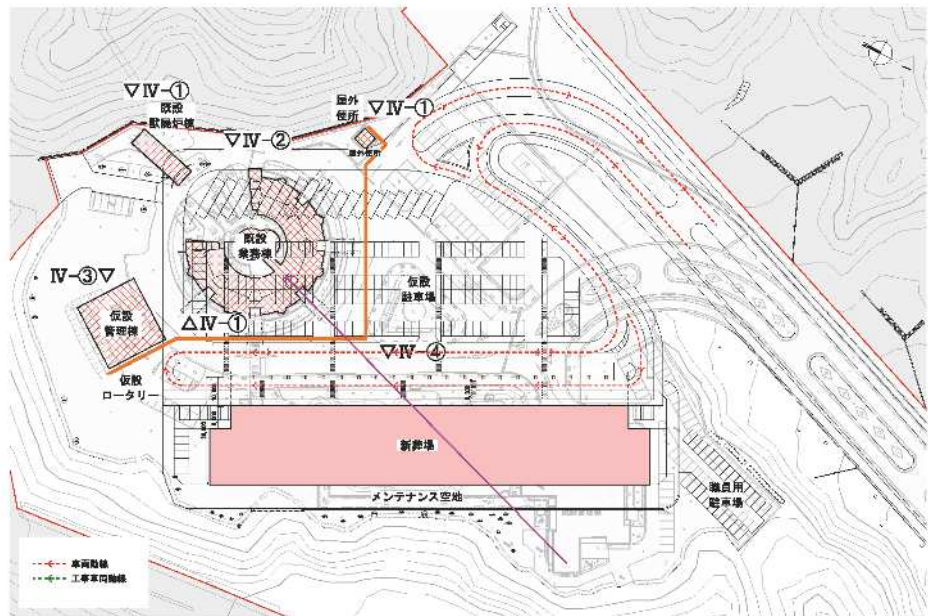 ▽Ⅳ-①
既設
獣屍炉棟
▽Ⅳ-②
屋外
便所
▽Ⅳ-①
屋外便所
既設
業務棟
Ⅳ-③▽
仮設
管理棟
仮設
駐車場
△Ⅳ-①
▽Ⅳ-④
仮設
ロータリー
新葬場
メンテナンス空地
職員用
駐車場
車両動線
工事車両動線